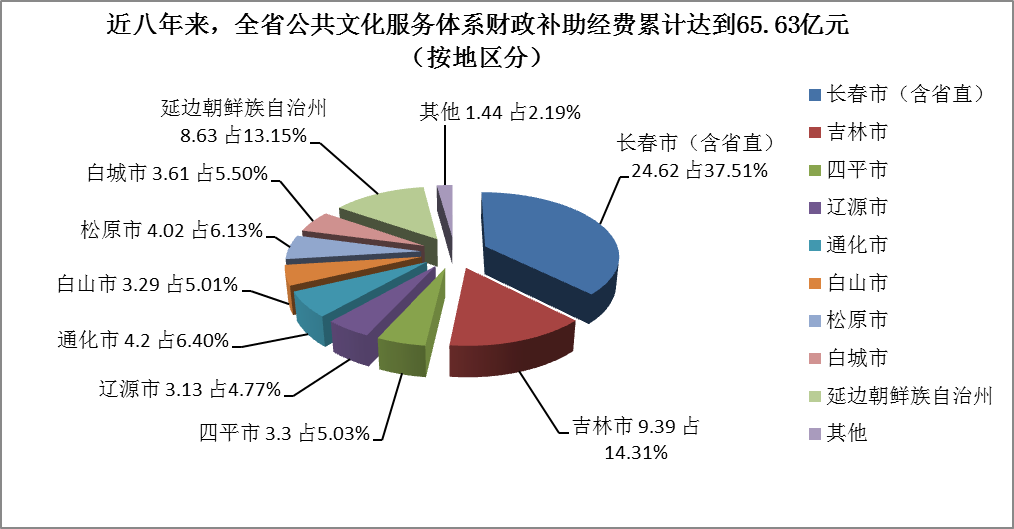 近八年来，全省公共文化服务体系财政补助经费累计达到65.63亿元
（按地区分）
延边朝鲜族自治州
8.63 占13.15%
其他 1.44 占2.19%
长春市（含省直）
24.62 占37.51%
白城市 3.61 占5.50%
松原市 4.02 占6.13%
白山市 3.29 占5.01%
通化市 4.2 占6.40%
辽源市 3.13 占4.77%
四平市 3.3 占5.03%
吉林市 9.39 占
14.31%
长春市（含省直）
吉林市
四平市
辽源市
通化市
白山市
松原市
白城市
延边朝鲜族自治州
其他